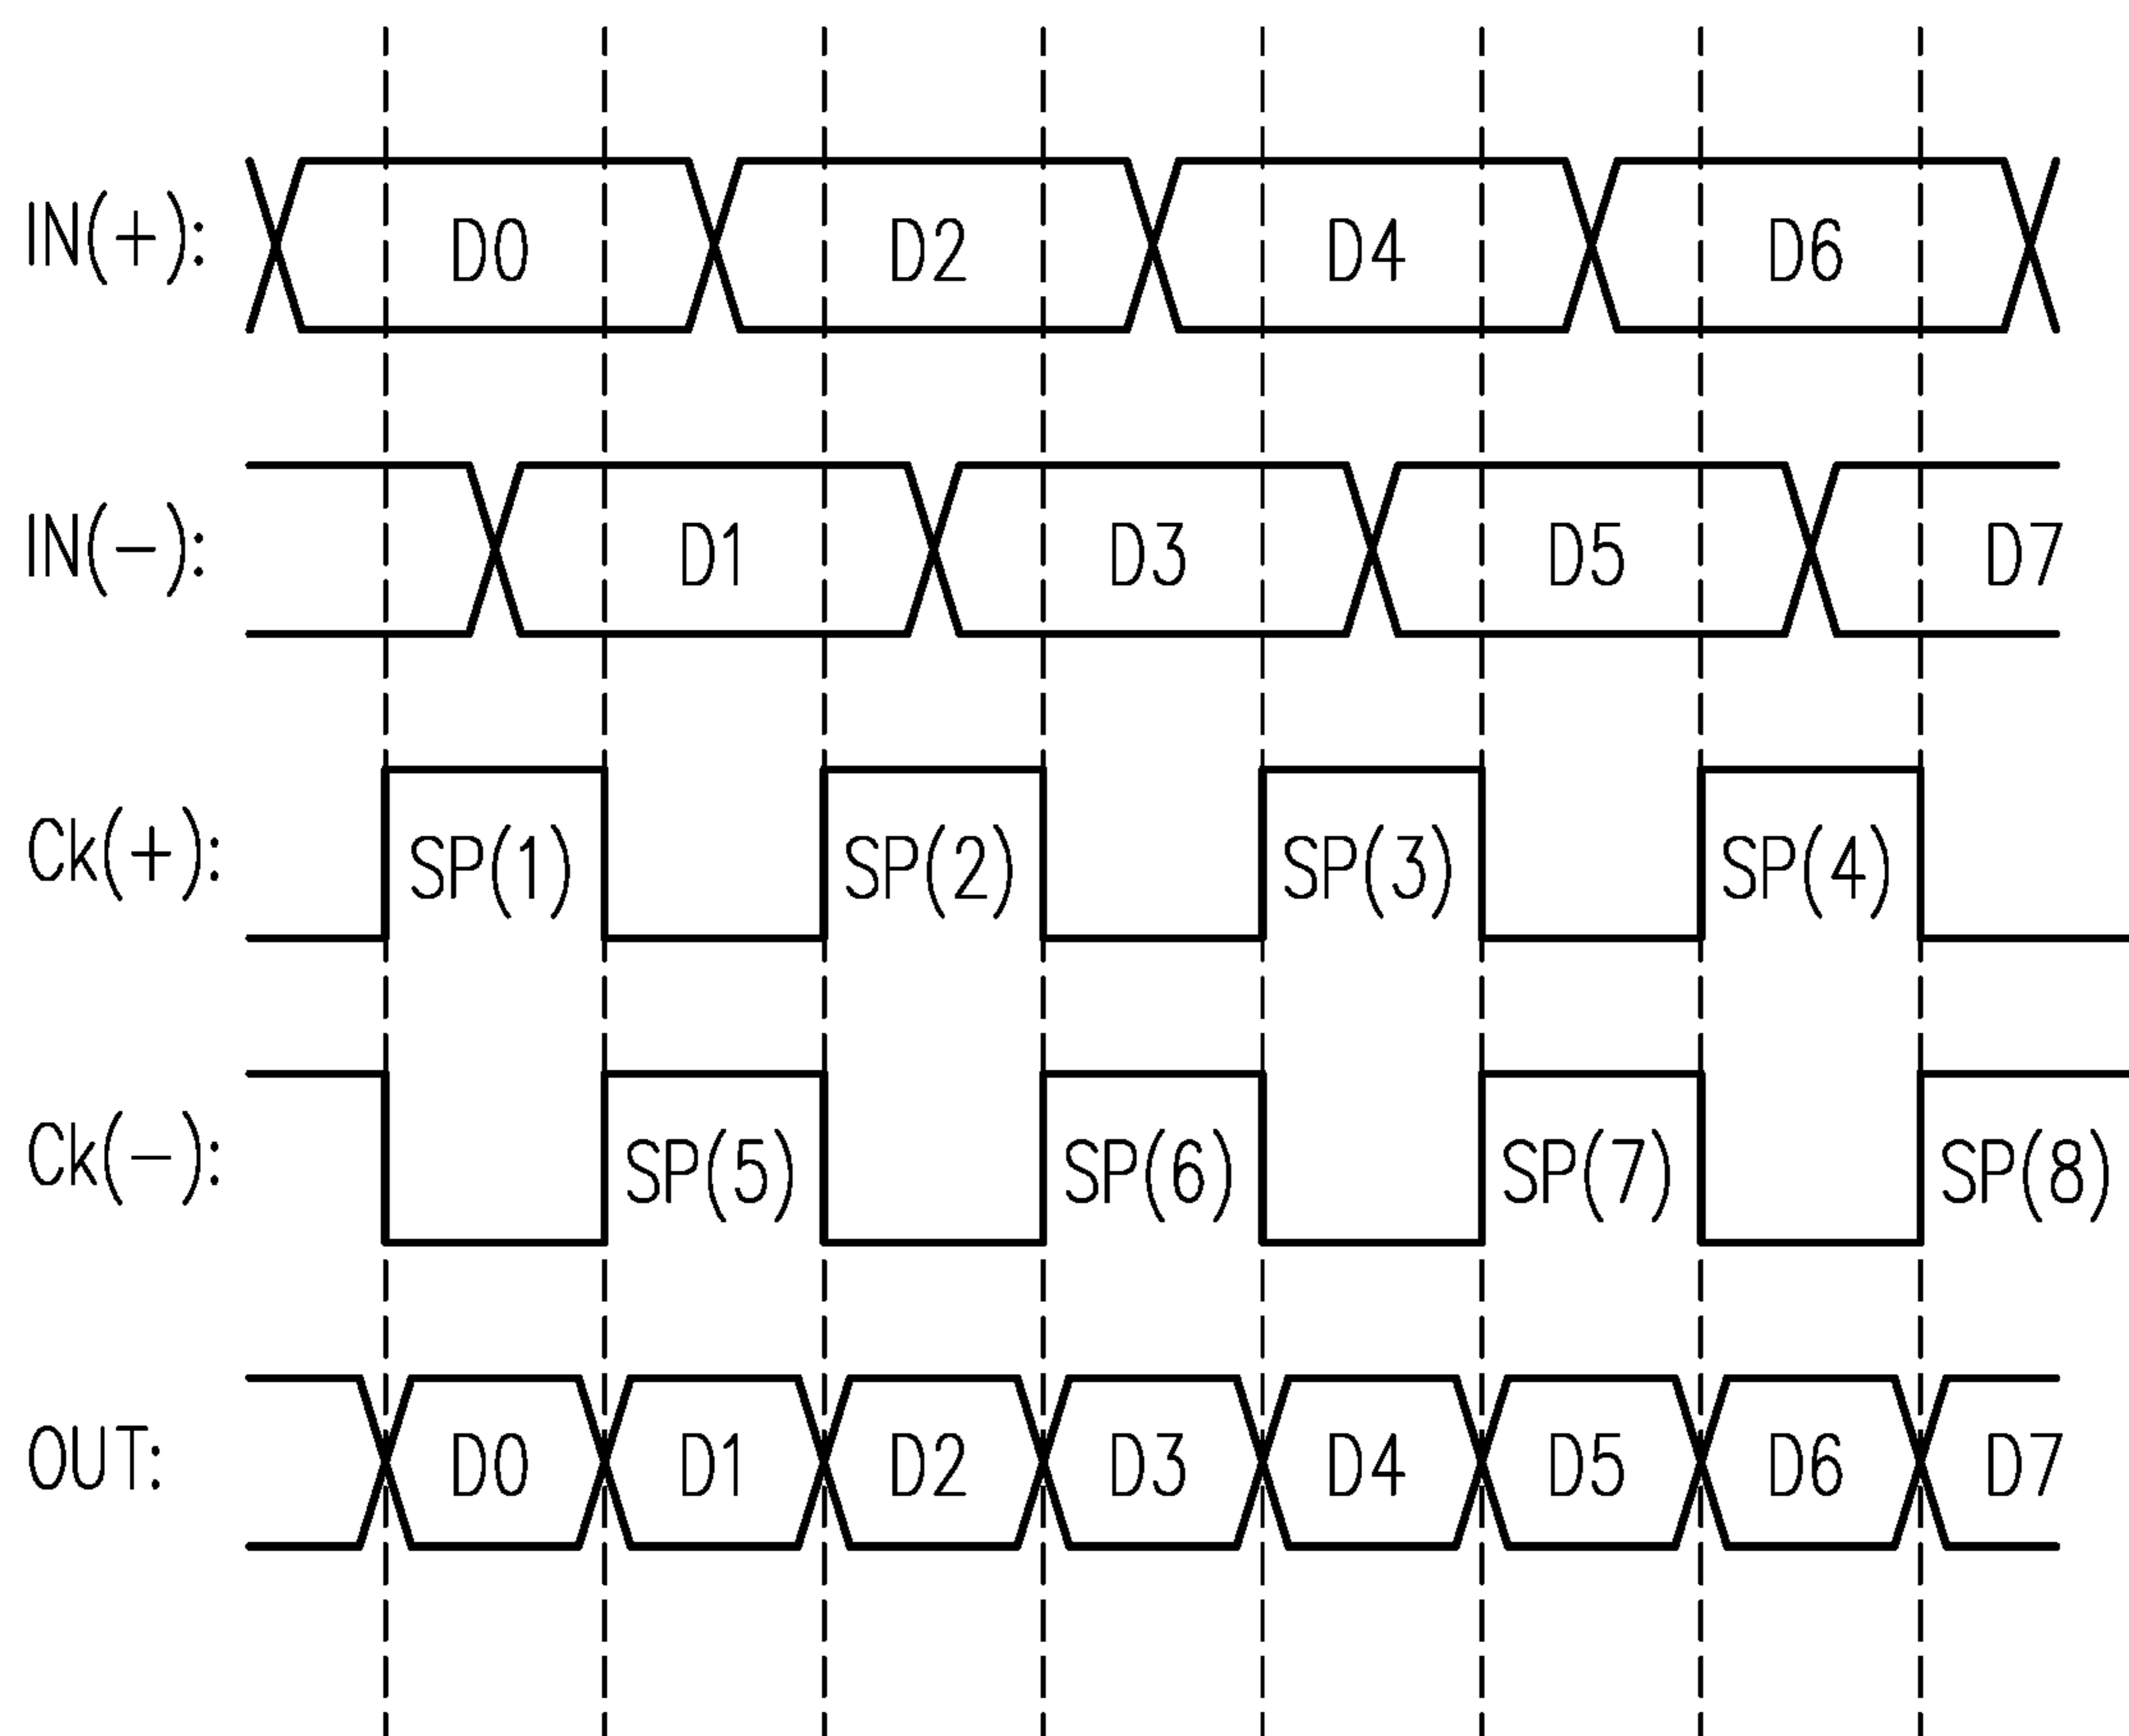 IN(+): D0 D2 D4 D6
IN(−): D1 D3 D5 D7
Ck(+): SP(1) SP(2) SP(3) SP(4)
Ck(−): SP(5) SP(6) SP(7) SP(8)
OUT: D0 D1 D2 D3 D4 D5 D6 D7